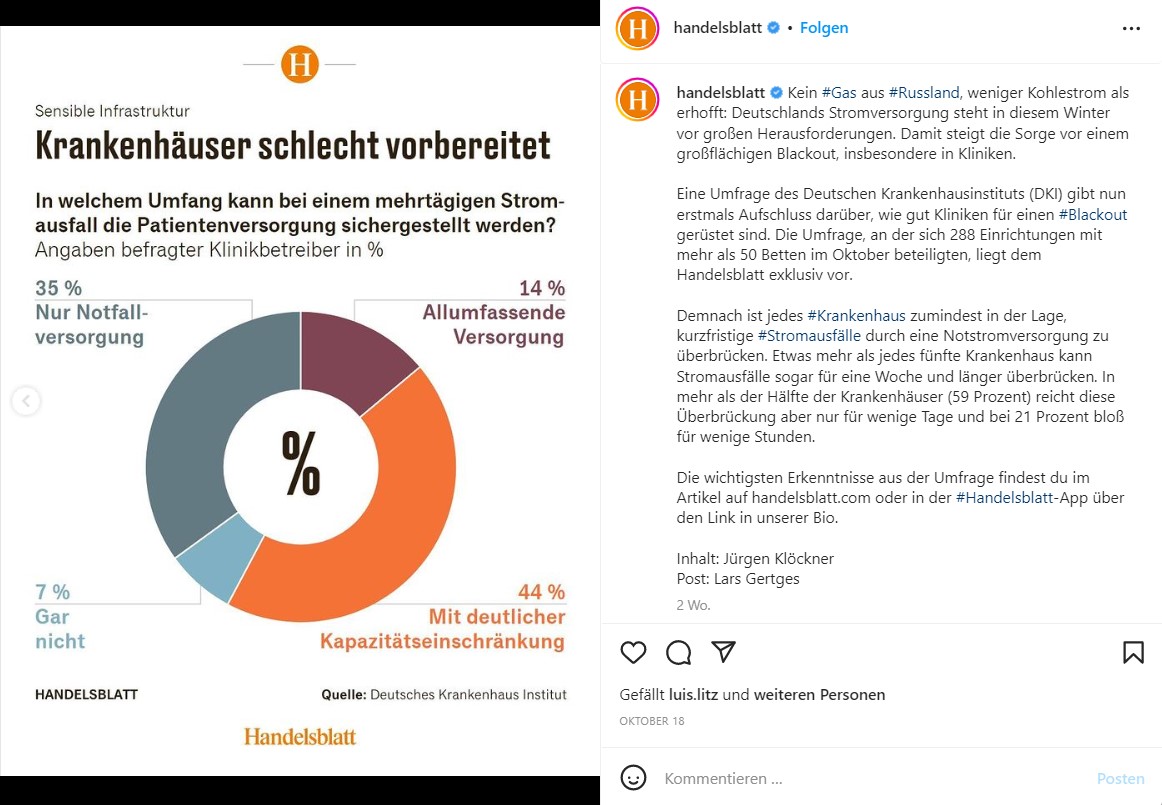 H
Sensible Infrastruktur
Krankenhäuser schlecht vorbereitet
In welchem Umfang kann bei einem mehrtägigen Strom-
ausfall die Patientenversorgung sichergestellt werden?
Angaben befragter Klinikbetreiber in %
35 %
Nur Notfall-
versorgung
14 %
Allumfassende
Versorgung
%
7 %
Gar
nicht
44 %
Mit deutlicher
Kapazitätseinschränkung
HANDELSBLATT
Quelle: Deutsches Krankenhaus Institut
Handelsblatt
H
handelsblatt • Folgen
H
handelsblatt Kein #Gas aus #Russland, weniger Kohlestrom als
erhofft: Deutschlands Stromversorgung steht in diesem Winter
vor großen Herausforderungen. Damit steigt die Sorge vor einem
großflächigen Blackout, insbesondere in Kliniken.
Eine Umfrage des Deutschen Krankenhausinstituts (DKI) gibt nun
erstmals Aufschluss darüber, wie gut Kliniken für einen #Blackout
gerüstet sind. Die Umfrage, an der sich 288 Einrichtungen mit
mehr als 50 Betten im Oktober beteiligten, liegt dem
Handelsblatt exklusiv vor.
Demnach ist jedes #Krankenhaus zumindest in der Lage,
kurzfristige #Stromausfälle durch eine Notstromversorgung zu
überbrücken. Etwas mehr als jedes fünfte Krankenhaus kann
Stromausfälle sogar für eine Woche und länger überbrücken. In
mehr als der Hälfte der Krankenhäuser (59 Prozent) reicht diese
Überbrückung aber nur für wenige Tage und bei 21 Prozent bloß
für wenige Stunden.
Die wichtigsten Erkenntnisse aus der Umfrage findest du im
Artikel auf handelsblatt.com oder in der #Handelsblatt-App über
den Link in unserer Bio.
Inhalt: Jürgen Klöckner
Post: Lars Gertges
2 Wo.
Gefällt luis.litz und weiteren Personen
OKTOBER 18
Kommentieren ...
Posten